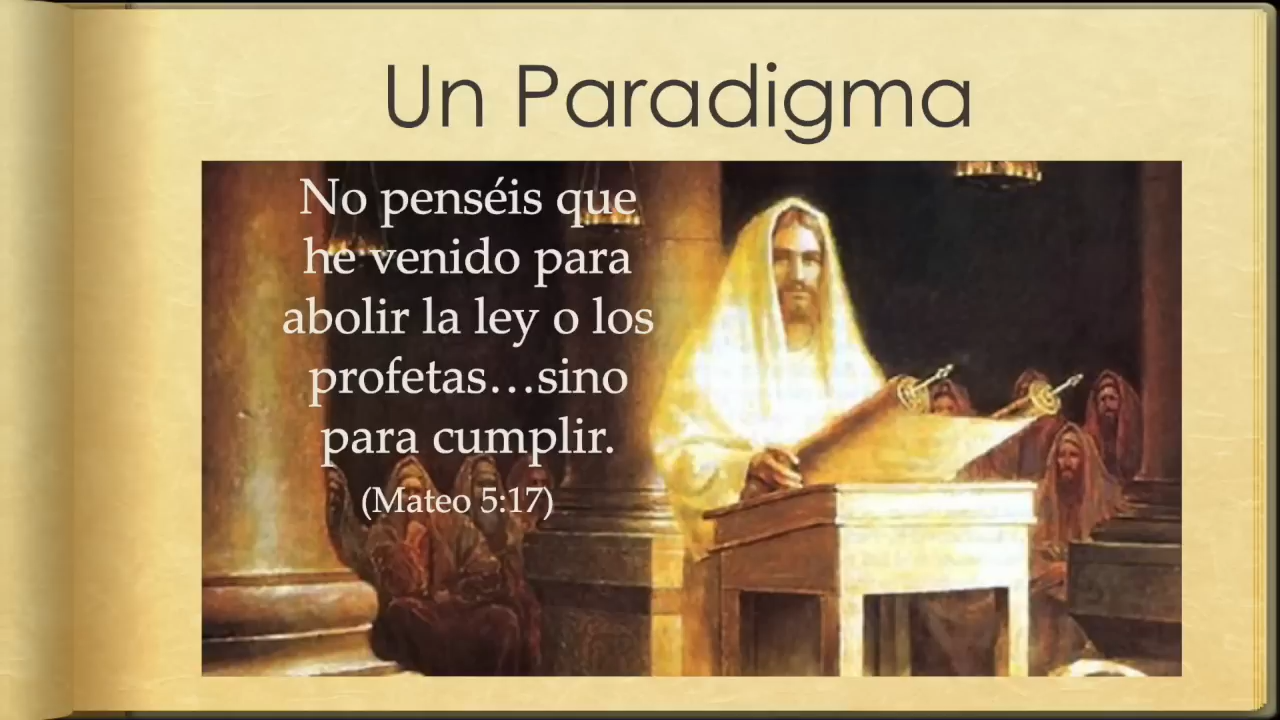 Un Paradigma
No penséis que
he venido para
abolir la ley o los
profetas...sino
para cumplir.
(Mateo 5:17)